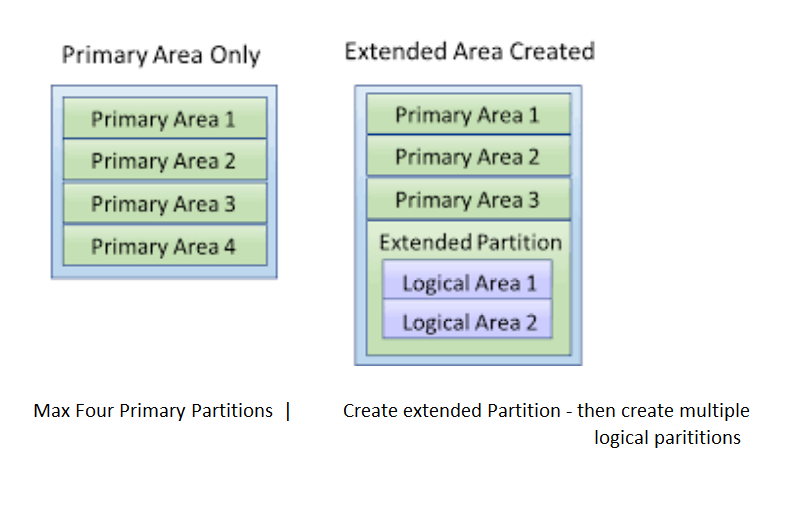 Primary Area Only
Primary Area 1
Primary Area 2
Primary Area 3
Primary Area 4
Extended Area Created
Primary Area 1
Primary Area 2
Primary Area 3
Extended Partition
Logical Area 1
Logical Area 2
Max Four Primary Partitions |
Create extended Partition - then create multiple
logical parititions